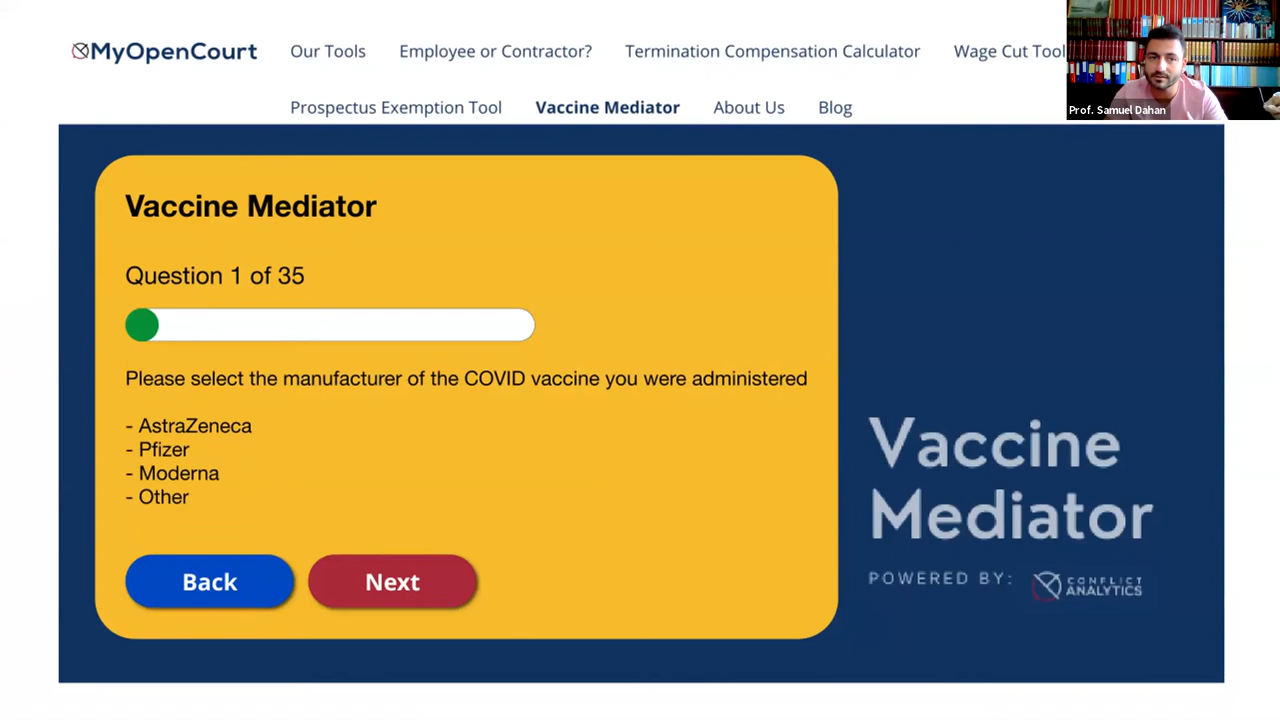 MyOpenCourt
Our Tools
Employee or Contractor?
Termination Compensation Calculator
Wage Cut Tool
Prospectus Exemption Tool
Vaccine Mediator
About Us
Blog
Prof. Samuel Dahan
Vaccine Mediator
Question 1 of 35
Please select the manufacturer of the COVID vaccine you were administered
- AstraZeneca
- Pfizer
- Moderna
- Other
Back
Next
Vaccine
Mediator
POWERED BY:
CONFLICT
ANALYTICS